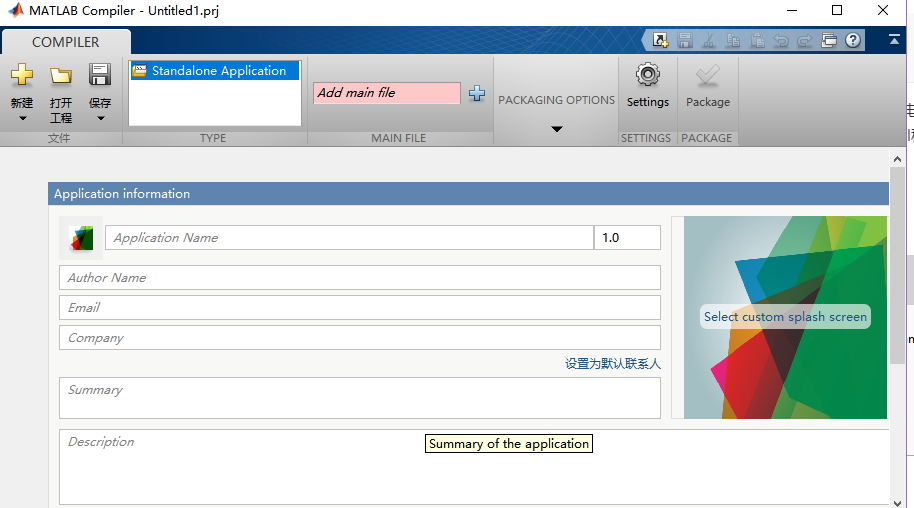 MATLAB Compiler - Untitled1.prj
COMPILER
新建
打开
工程
保存
文件
Standalone Application
TYPE
Add main file
MAIN FILE
PACKAGING OPTIONS
Settings
SETTINGS
Package
PACKAGE
Application information
Application Name
1.0
Author Name
Email
Company
设置为默认联系人
Summary
Description
Select custom splash screen
Summary of the application